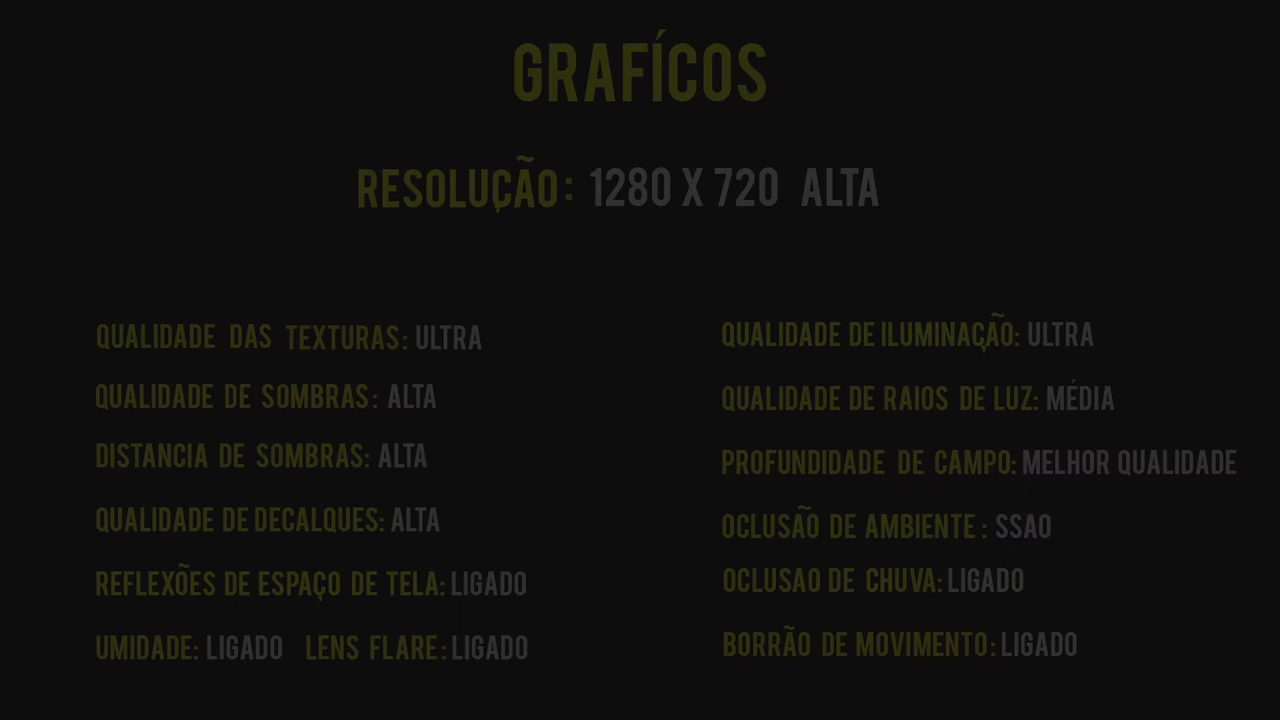 GRAFÍCOS
RESOLUÇÃO: 1280 X 720 ALTA
QUALIDADE DAS TEXTURAS: ULTRA
QUALIDADE DE SOMBRAS: ALTA
DISTANCIA DE SOMBRAS: ALTA
QUALIDADE DE DECALQUES: ALTA
REFLEXÕES DE ESPAÇO DE TELA: LIGADO
UMIDADE: LIGADO LENS FLARE: LIGADO
QUALIDADE DE ILUMINAÇÃO: ULTRA
QUALIDADE DE RAIOS DE LUZ: MÉDIA
PROFUNDIDADE DE CAMPO: MELHOR QUALIDADE
OCLUSÃO DE AMBIENTE: SSAO
OCLUSAO DE CHUVA: LIGADO
BORRÃO DE MOVIMENTO: LIGADO